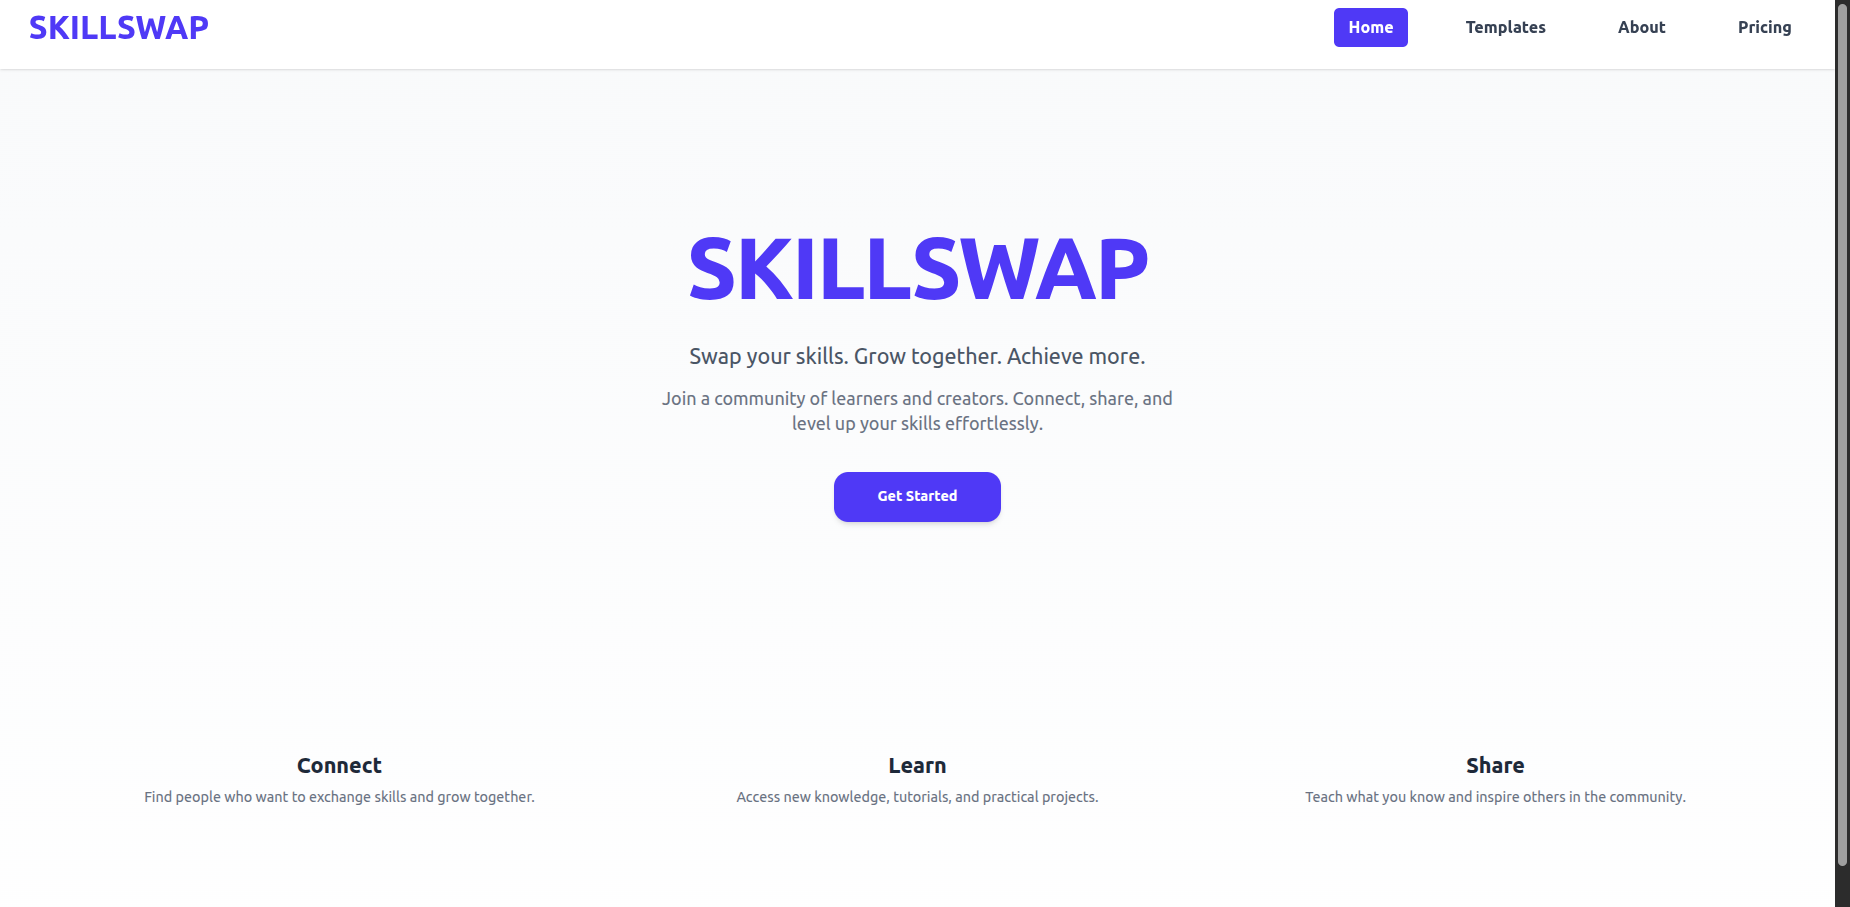 SKILLSWAP
Home Templates About Pricing
SKILLSWAP
Swap your skills. Grow together. Achieve more.
Join a community of learners and creators. Connect, share, and
level up your skills effortlessly.
Get Started
Connect
Find people who want to exchange skills and grow together.
Learn
Access new knowledge, tutorials, and practical projects.
Share
Teach what you know and inspire others in the community.